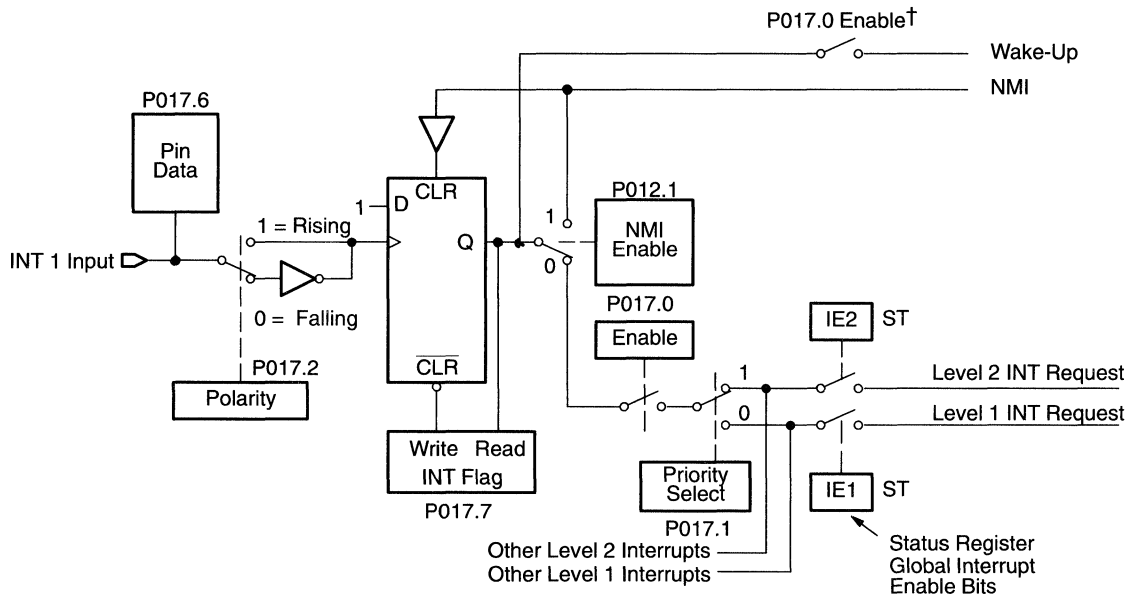 P017.0 Enable†
Wake-Up
NMI
P017.6
Pin
Data
CLR
1
D
P012.1
1 = Rising
1
NMI
Enable
Q
INT 1 Input
0
0 = Falling
P017.0
Enable
IE2
ST
CLR
P017.2
Polarity
1
Level 2 INT Request
0
Level 1 INT Request
Write
Read
INT Flag
P017.7
Priority
Select
P017.1
IE1
ST
Other Level 2 Interrupts
Other Level 1 Interrupts
Status Register
Global Interrupt
Enable Bits